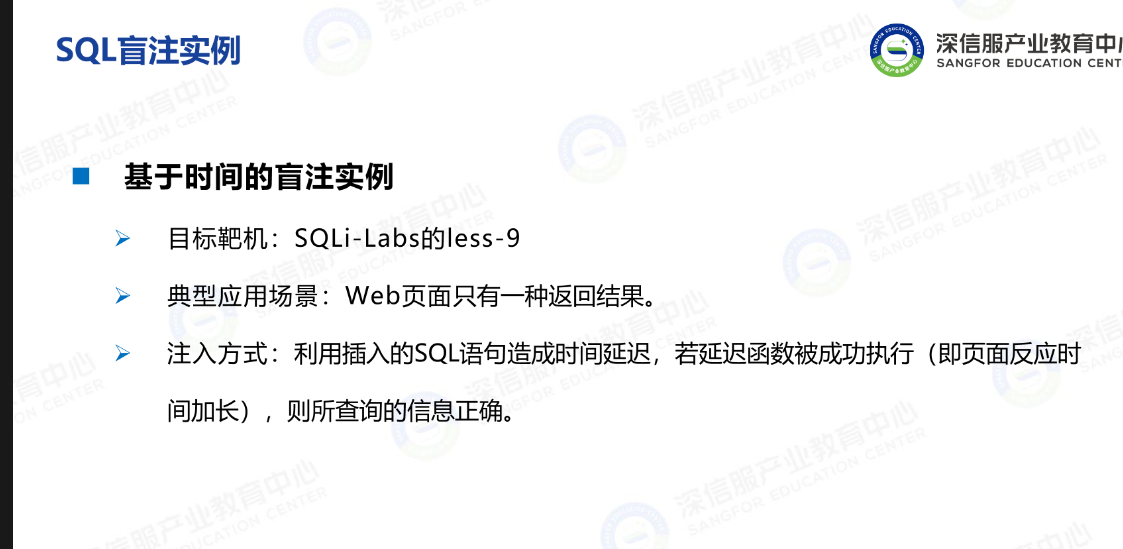 SQL盲注实例
深信服产业教育中
SANGFOR EDUCATION CENT
基于时间的盲注实例
目标靶机：SQLi-Labs的less-9
典型应用场景：Web页面只有一种返回结果。
注入方式：利用插入的SQL语句造成时间延迟，若延迟函数被成功执行（即页面反应时
间加长），则所查询的信息正确。